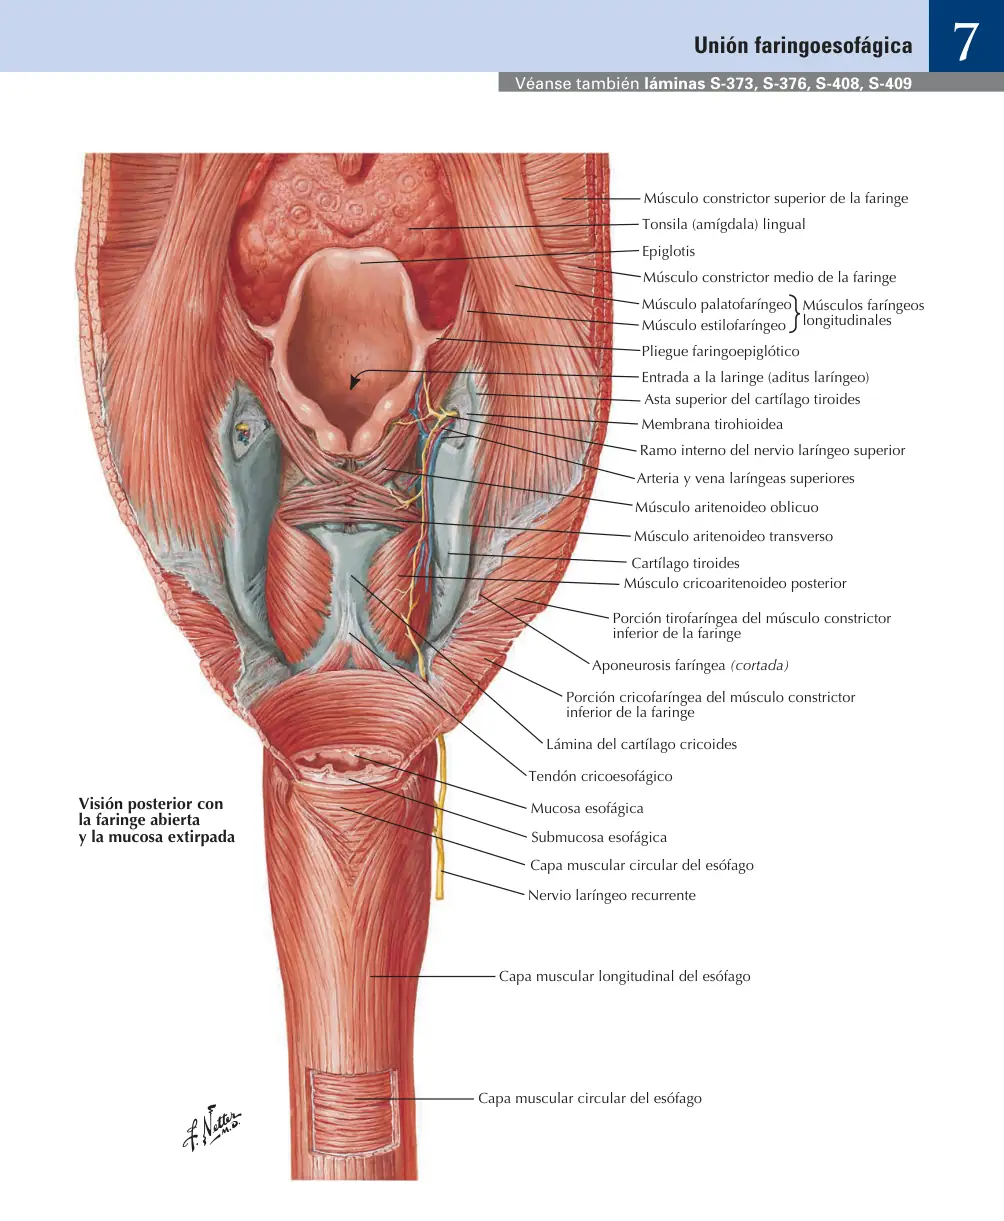 Unión faringoesofágica
7
Véanse también láminas S-373, S-376, S-408, S-409
Músculo constrictor superior de la faringe
Tonsila (amígdala) lingual
Epiglotis
Músculo constrictor medio de la faringe
Músculo palatofaríngeo
Músculo estilofaríngeo
Músculos faríngeos
longitudinales
Pliegue faringoepiglótico
Entrada a la laringe (aditus laríngeo)
Asta superior del cartílago tiroides
Membrana tirohioidea
Ramo interno del nervio laríngeo superior
Arteria y vena laríngeas superiores
Músculo aritenoideo oblicuo
Músculo aritenoideo transverso
Cartílago tiroides
Músculo cricoaritenoideo posterior
Porción tirofaríngea del músculo constrictor
inferior de la faringe
Aponeurosis faríngea (cortada)
Porción cricofaríngea del músculo constrictor
inferior de la faringe
Lámina del cartílago cricoides
Tendón cricoesofágico
Mucosa esofágica
Submucosa esofágica
Capa muscular circular del esófago
Nervio laríngeo recurrente
Visión posterior con
la faringe abierta
y la mucosa extirpada
Capa muscular longitudinal del esófago
Capa muscular circular del esófago
F. Netter
M.D.